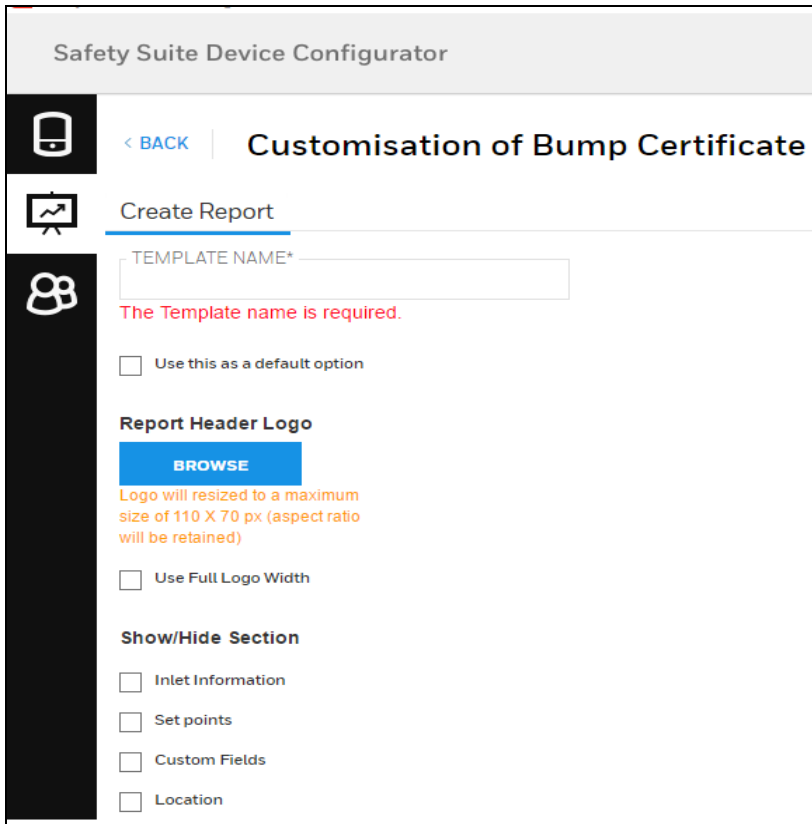 Safety Suite Device Configurator
< BACK
Customisation of Bump Certificate
Create Report
TEMPLATE NAME*
The Template name is required.
Use this as a default option
Report Header Logo
BROWSE
Logo will resized to a maximum
size of 110 X 70 px (aspect ratio
will be retained)
Use Full Logo Width
Show/Hide Section
Inlet Information
Set points
Custom Fields
Location